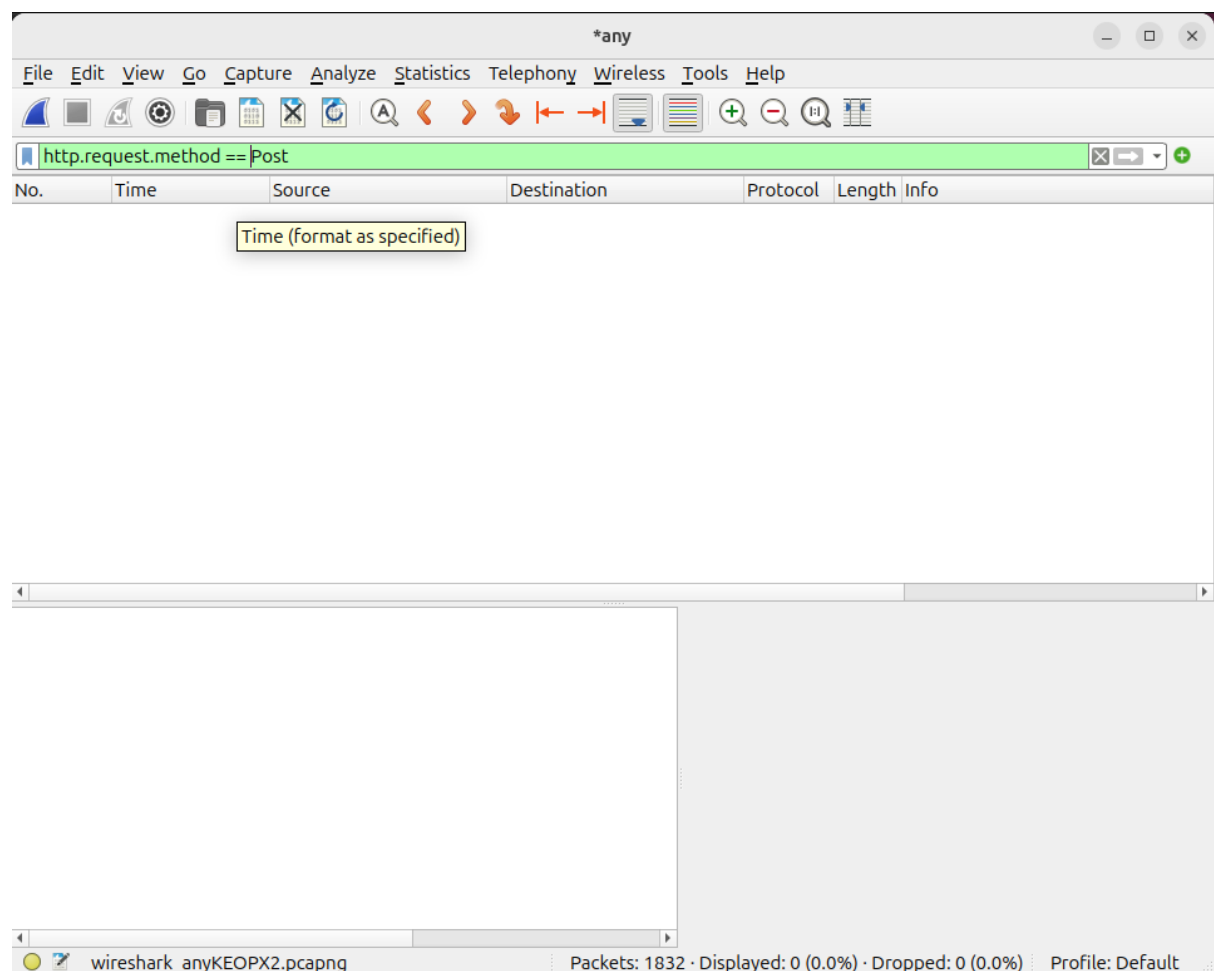 *any
File Edit View Go Capture Analyze Statistics Telephony Wireless Tools Help
http.request.method == Post
No. Time Source Destination Protocol Length Info
Time (format as specified)
wireshark_anyKEOPX2.pcapng Packets: 1832 · Displayed: 0 (0.0%) · Dropped: 0 (0.0%) Profile: Default